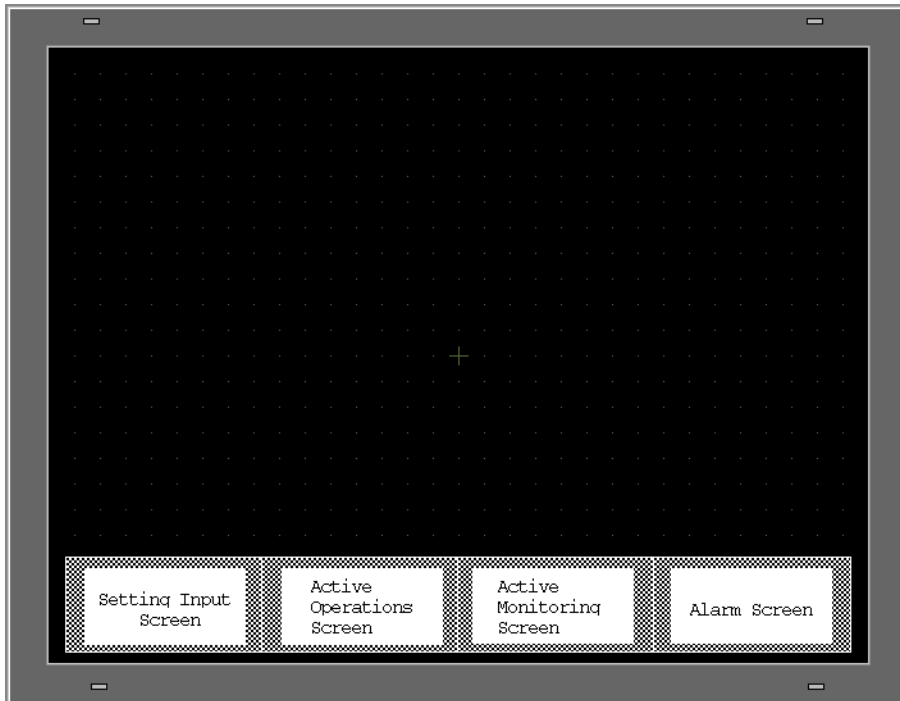 Setting Input
Screen
Active
Operations
Screen
Active
Monitoring
Screen
Alarm Screen